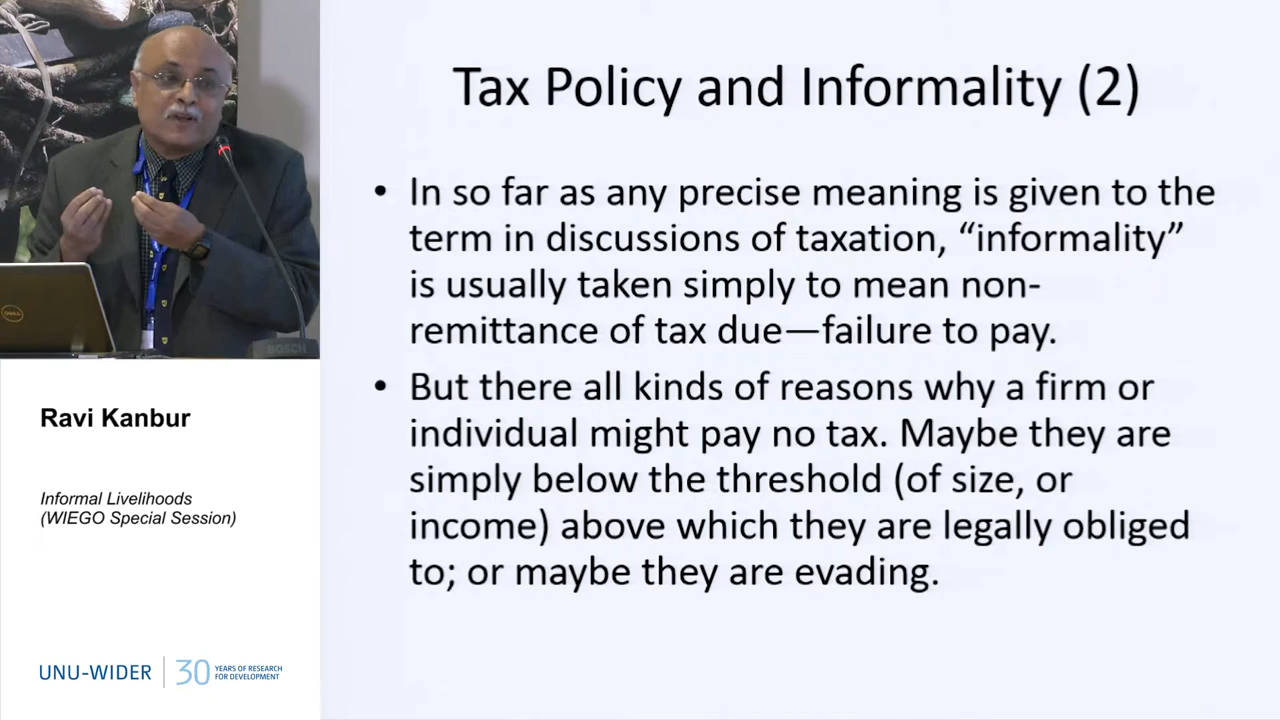 Tax Policy and Informality (2)
• In so far as any precise meaning is given to the
term in discussions of taxation, “informality”
is usually taken simply to mean non-
remittance of tax due—failure to pay.
• But there all kinds of reasons why a firm or
individual might pay no tax. Maybe they are
simply below the threshold (of size, or
income) above which they are legally obliged
to; or maybe they are evading.
DELL
BOSCH
Ravi Kanbur
Informal Livelihoods
(WIEGO Special Session)
UNU-WIDER
30 YEARS OF RESEARCH
FOR DEVELOPMENT